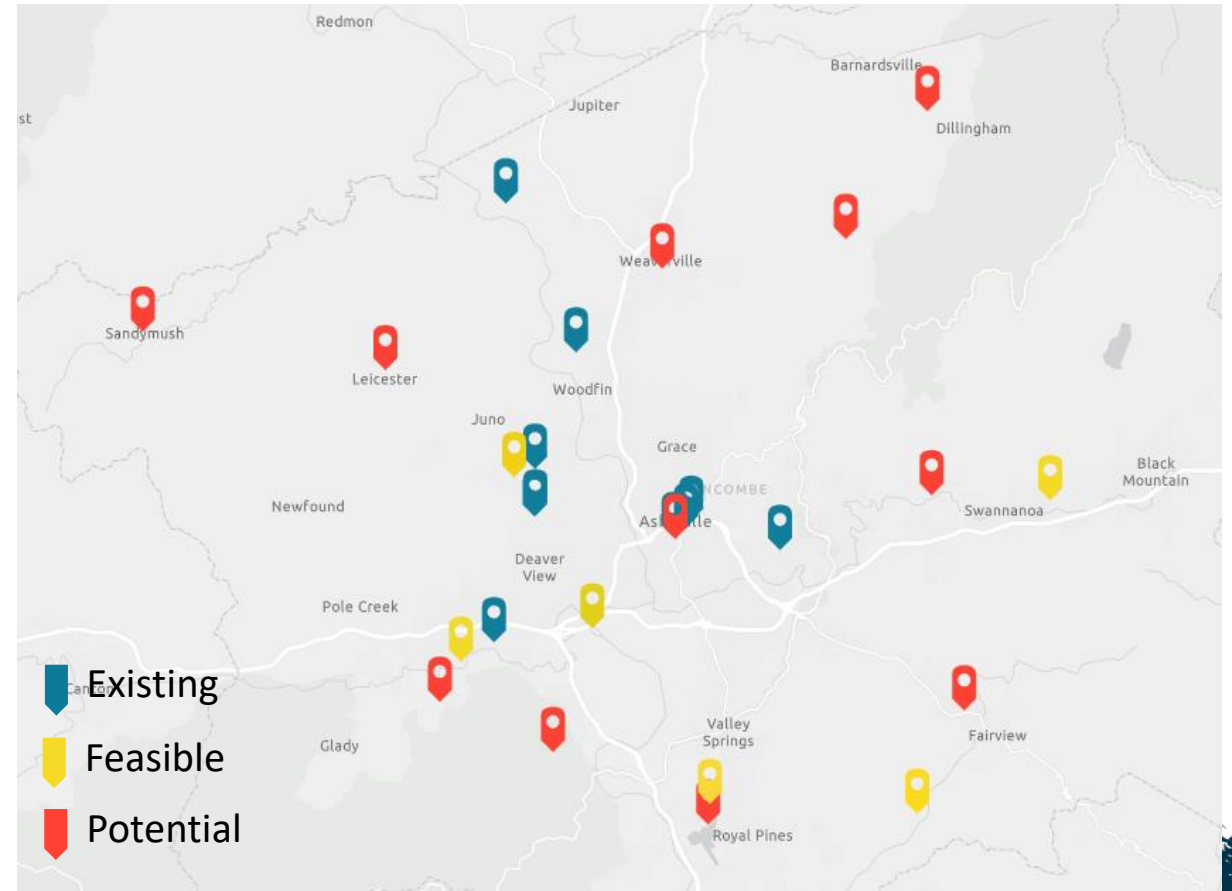 Redmon
Barnardsville
Jupiter
st
Dillingham
Sandymush
Leicester
Woodfin
Juno
Grace
Black
Mountain
Newfound
Swannanoa
Deaver
View
Pole Creek
Existing
Valley
Springs
Fairview
Glady
Feasible
Potential
Royal Pines